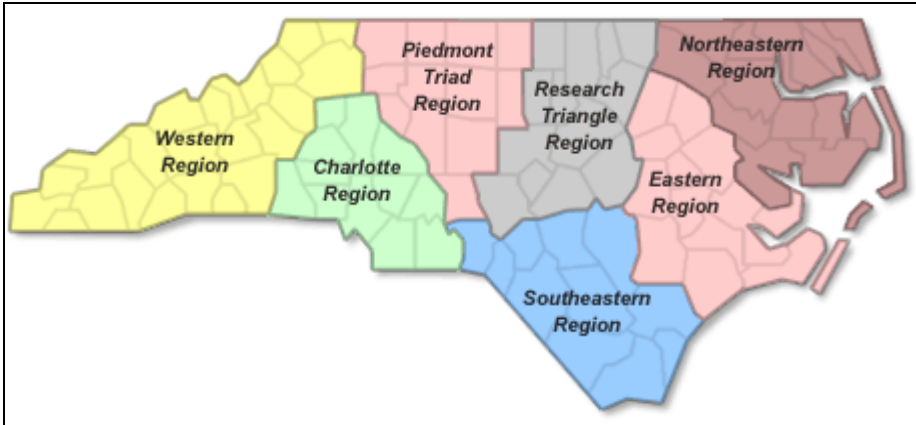 Piedmont
Triad
Region
Northeastern
Region
Research
Triangle
Region
Western
Region
Charlotte
Region
Eastern
Region
Southeastern
Region